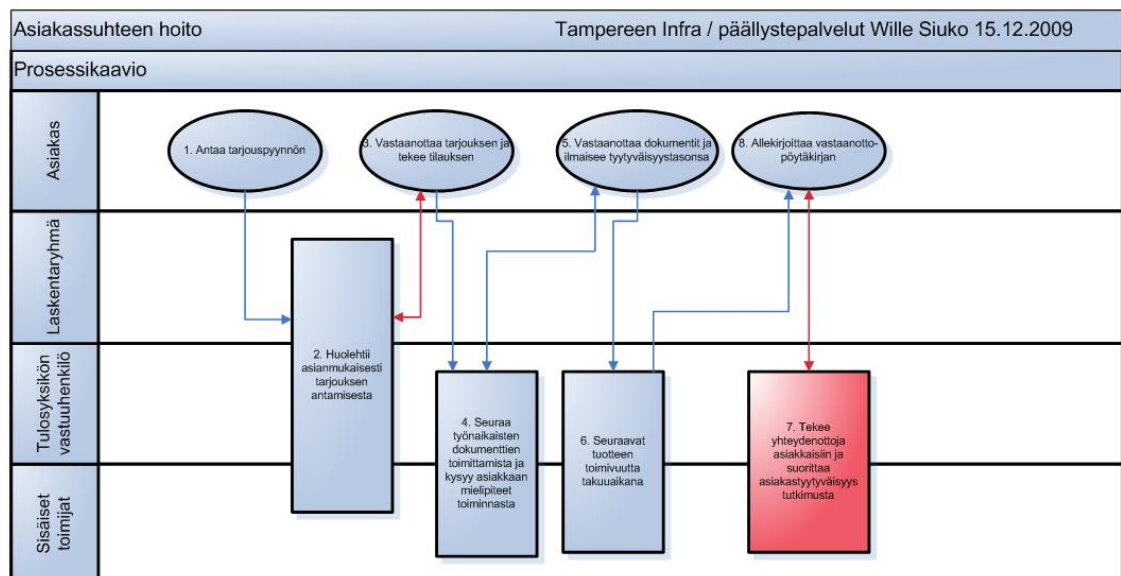 Asiakassuhteen hoito
Tampereen Infra / päällystepalvelut Wille Siuko 15.12.2009
Prosessikaavio
Asiakas
1. Antaa tarjouspyynnön
3. Vastaanottaa tarjouksen ja
tekee tilauksen
5. Vastaanottaa dokumentit ja
ilmaisee tyytyväisyystasonsa
8. Allekirjoittaa vastaanotto-
pöytäkirjan
Laskentaryhmä
2. Huolehtii
asianmukaisesti
tarjouksen
antamisesta
Tulosyksikön
vastuuhenkilö
4. Seuraa
työnaikaisten
dokumenttien
toimittamista ja
kysyy asiakkaan
mielipiteet
toiminnasta
6. Seuraavat
tuotteen
toimivuutta
takuuaikana
7. Tekee
yhteydenottoja
asiakkaisiin ja
suorittaa
asiakastyytyväisyys
tutkimusta
Sisäiset
toimijat